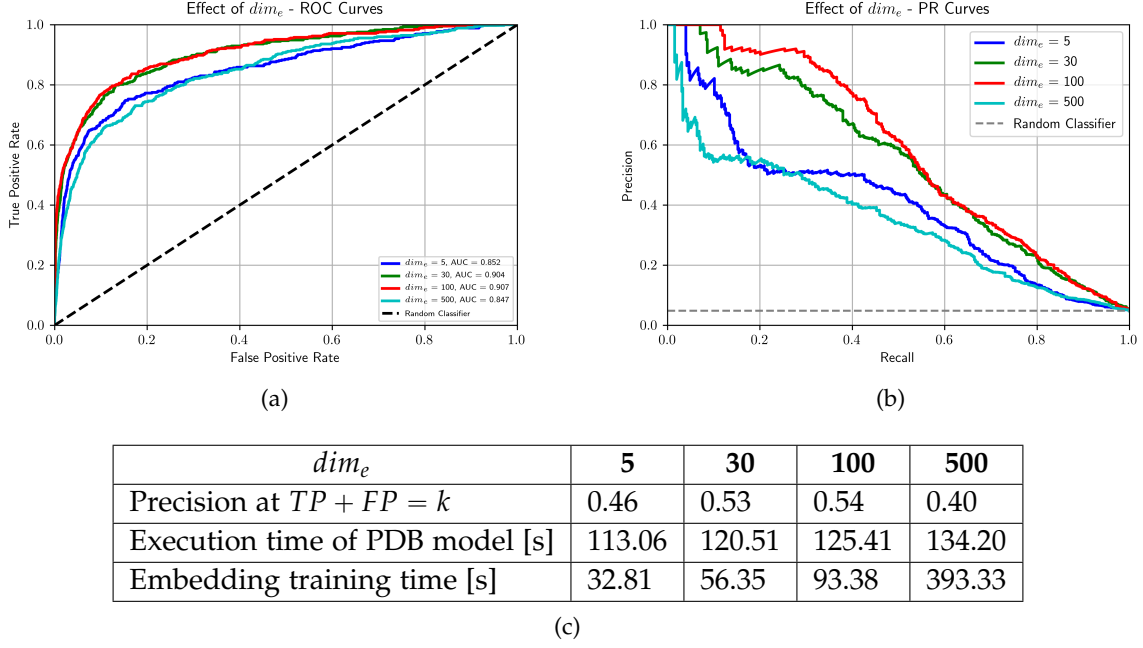 Effect of dim_e - ROC Curves
1.0
0.8
0.6
0.4
0.2
0.0
True Positive Rate
dim_e = 5, AUC = 0.852
dim_e = 30, AUC = 0.904
dim_e = 100, AUC = 0.907
dim_e = 500, AUC = 0.847
Random Classifier
0.0 0.2 0.4 0.6 0.8 1.0
False Positive Rate
(a)
Effect of dim_e - PR Curves
1.0
0.8
0.6
0.4
0.2
0.0
Precision
dim_e = 5
dim_e = 30
dim_e = 100
dim_e = 500
Random Classifier
0.0 0.2 0.4 0.6 0.8 1.0
Recall
(b)
dim_e 5 30 100 500
Precision at TP + FP = k 0.46 0.53 0.54 0.40
Execution time of PDB model [s] 113.06 120.51 125.41 134.20
Embedding training time [s] 32.81 56.35 93.38 393.33
(c)